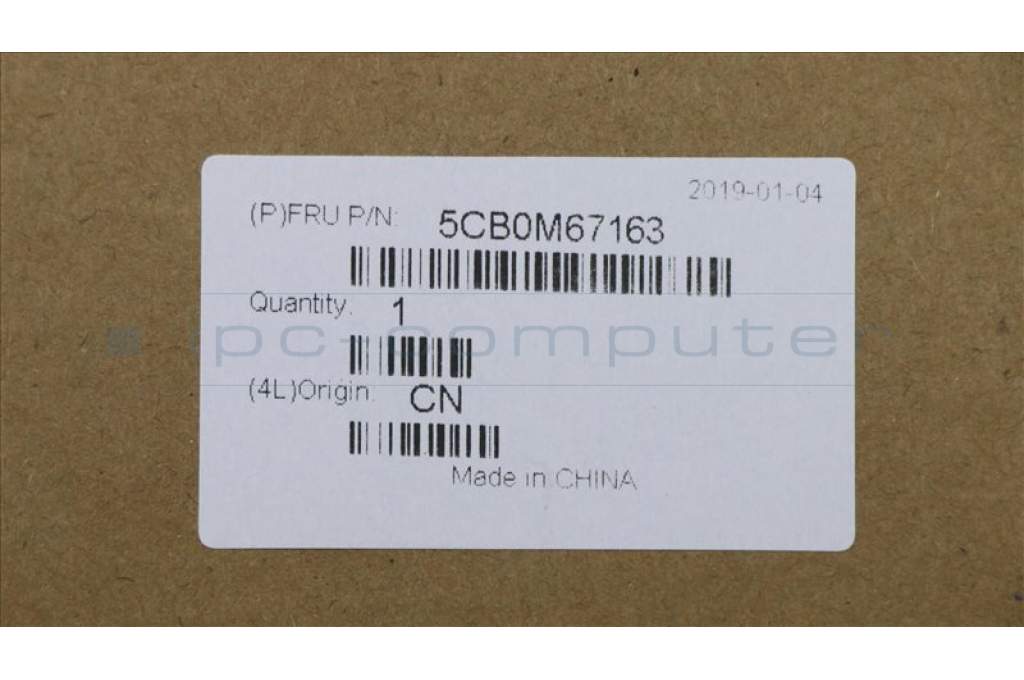 2019-01-04
(P)FRU P/N: 5CB0M67163
Quantity: 1
pc-computer
(4L)Origin: CN
Made in CHINA